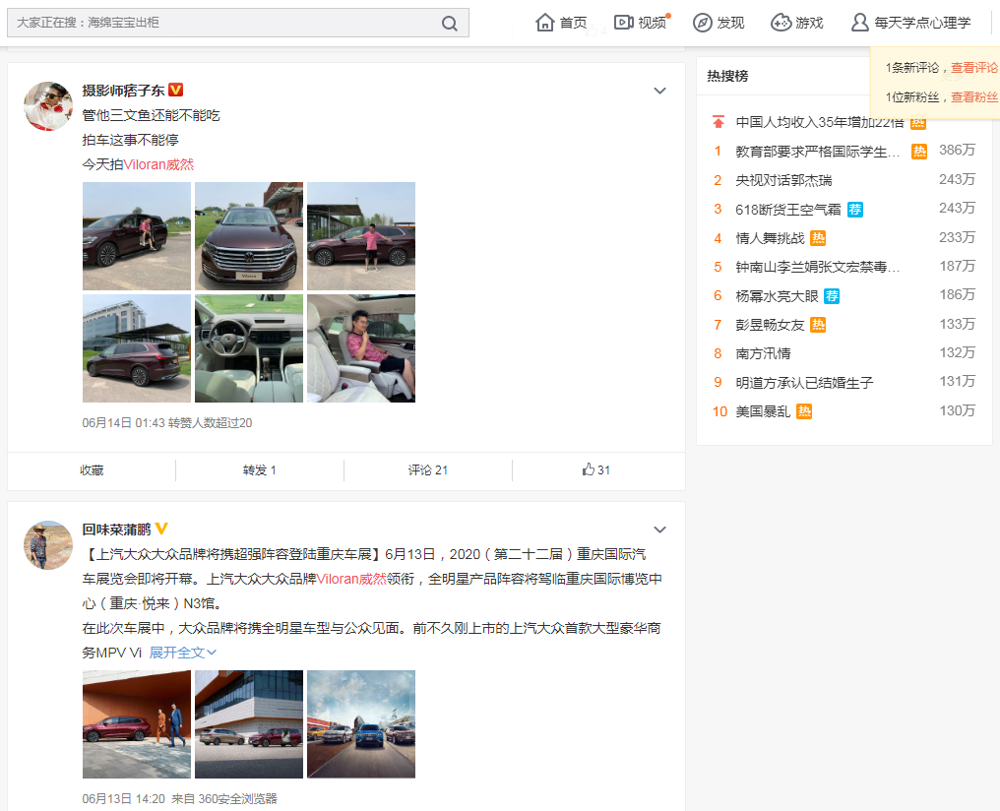 大家正在搜：海绵宝宝出柜
首页
视频
发现
游戏
每天学点心理学
1条新评论，查看评论
1位新粉丝，查看粉丝
摄影师痞子东
管他三文鱼还能不能吃
拍车这事不能停
今天拍Viloran威然
Viloran
06月14日 01:43 转赞人数超过20
收藏
转发 1
评论 21
31
回味菜蒲鹏
【上汽大众大众品牌将携超强阵容登陆重庆车展】6月13日，2020（第二十二届）重庆国际汽
车展览会即将开幕。上汽大众大众品牌Viloran威然领衔，全明星产品阵容将驾临重庆国际博览中
心（重庆·悦来）N3馆。
在此次车展中，大众品牌将携全明星车型与公众见面。前不久刚上市的上汽大众首款大型豪华商
务MPV Vi 展开全文
06月13日 14:20 来自 360安全浏览器
热搜榜
中国人均收入35年增加22倍 热
1 教育部要求严格国际学生... 热 386万
2 央视对话郭杰瑞 243万
3 618断货王空气霜 荐 243万
4 情人舞挑战 热 233万
5 钟南山李兰娟张文宏禁毒... 187万
6 杨幂水亮大眼 荐 186万
7 彭昱畅女友 热 133万
8 南方汛情 132万
9 明道方承认已结婚生子 131万
10 美国暴乱 热 130万